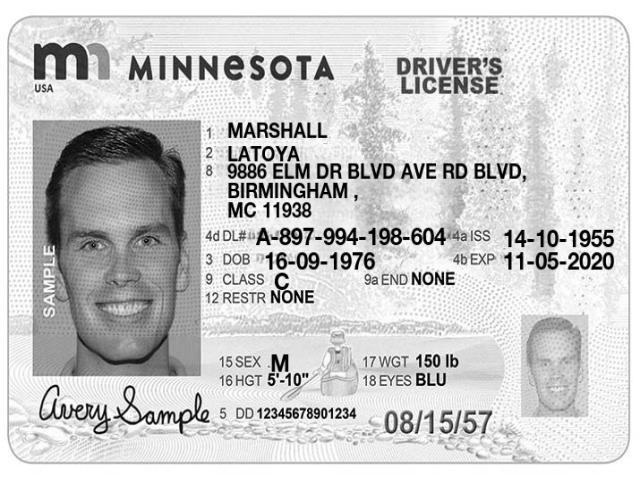 MINNESOTA
USA
DRIVER'S
LICENSE
1 MARSHALL
2 LATOYA
8 9886 ELM DR BLVD AVE RD BLVD,
BIRMINGHAM ,
MC 11938
4d DL# A-897-994-198-604 4a ISS 14-10-1955
3 DOB 16-09-1976 4b EXP 11-05-2020
9 CLASS C 9a END NONE
12 RESTR NONE
SAMPLE
15 SEX M 17 WGT 150 lb
16 HGT 5'-10" 18 EYES BLU
Avery Sample
5 DD 12345678901234 08/15/57